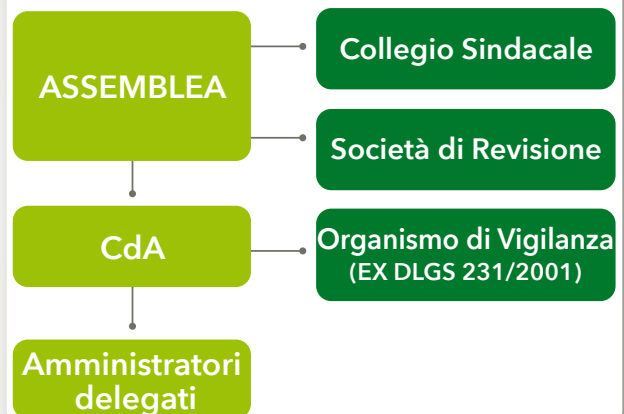 ASSEMBLEA
Collegio Sindacale
Società di Revisione
CdA
Organismo di Vigilanza
(EX DLGS 231/2001)
Amministratori
delegati